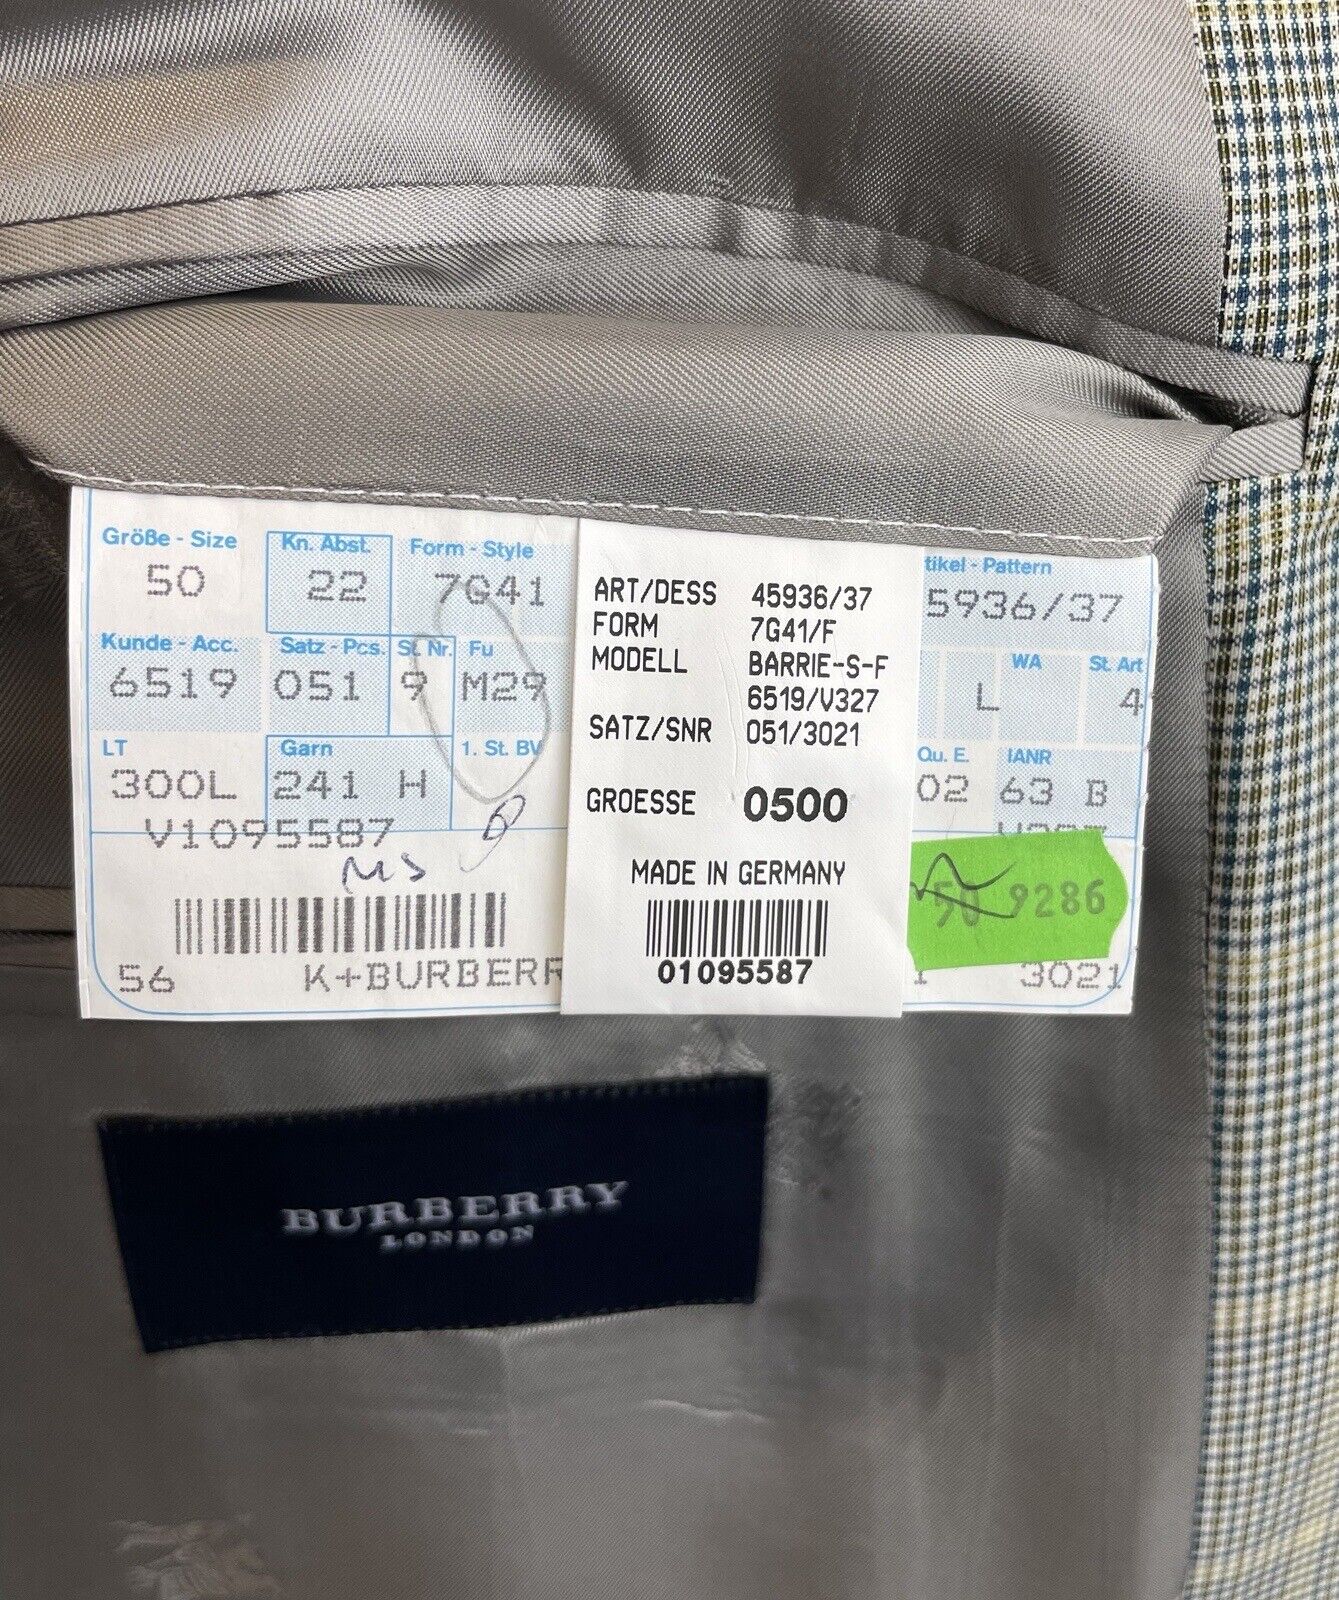 Größe - Size Kn. Abst. Form - Style
50 22 7G41
Kunde - Acc. Satz - Pcs. St. Nr. Fu
6519 051 9 M29
LT Garn 1. St. BV
300L 241 H
V1095587
56 K+BURBERR
ART/DESS 45936/37
FORM 7G41/F
MODELL BARRIE-S-F
6519/V327
SATZ/SNR 051/3021
GROESSE 0500
MADE IN GERMANY
01095587
tikel - Pattern
5936/37
WA St. Art
L 4
Qu. E. IANR
02 63 B
50 9286
3021
BURBERRY
LONDON